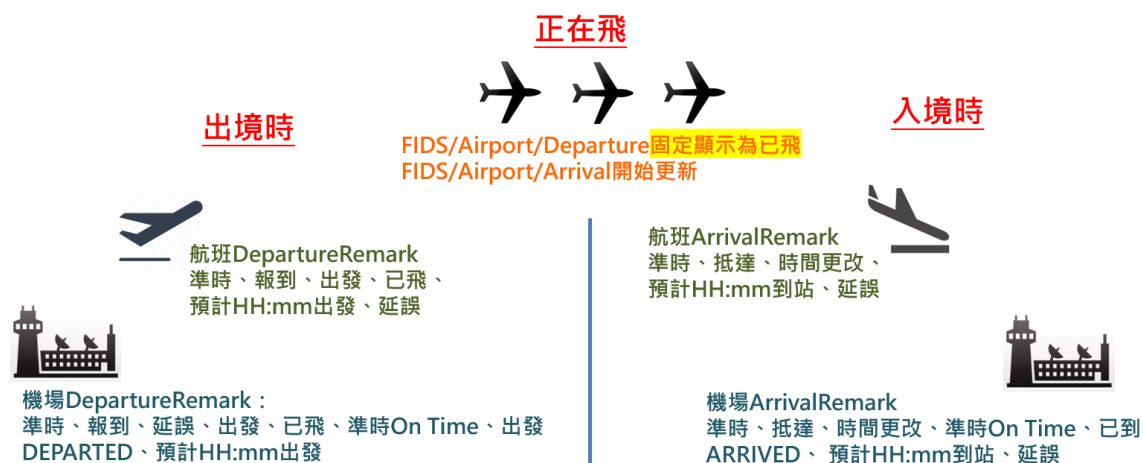 正在飛
出境時
入境時
FIDS/Airport/Departure固定顯示為已飛
FIDS/Airport/Arrival開始更新
航班DepartureRemark
準時、報到、出發、已飛、
預計HH:mm出發、延誤
航班ArrivalRemark
準時、抵達、時間更改、
預計HH:mm到站、延誤
機場DepartureRemark：
準時、報到、延誤、出發、已飛、準時On Time、出發
DEPARTED、預計HH:mm出發
機場ArrivalRemark
準時、抵達、時間更改、準時On Time、已到
ARRIVED、 預計HH:mm到站、延誤